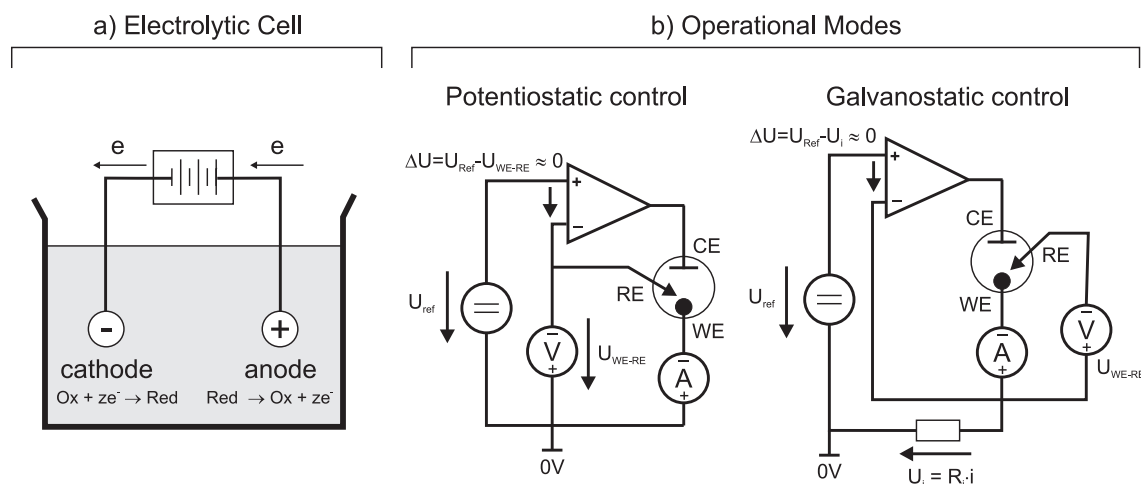 a) Electrolytic Cell
e
e
-
+
cathode
anode
Ox + ze⁻ → Red
Red → Ox + ze⁻
b) Operational Modes
Potentiostatic control
ΔU=U_Ref-U_WE-RE ≈ 0
+
−
CE
RE
WE
U_ref
V
−
+
U_WE-RE
A
−
+
0V
Galvanostatic control
ΔU=U_Ref-U_i ≈ 0
+
−
CE
RE
WE
U_ref
A
−
+
V
−
+
U_WE-RE
0V
U_i = R_i·i